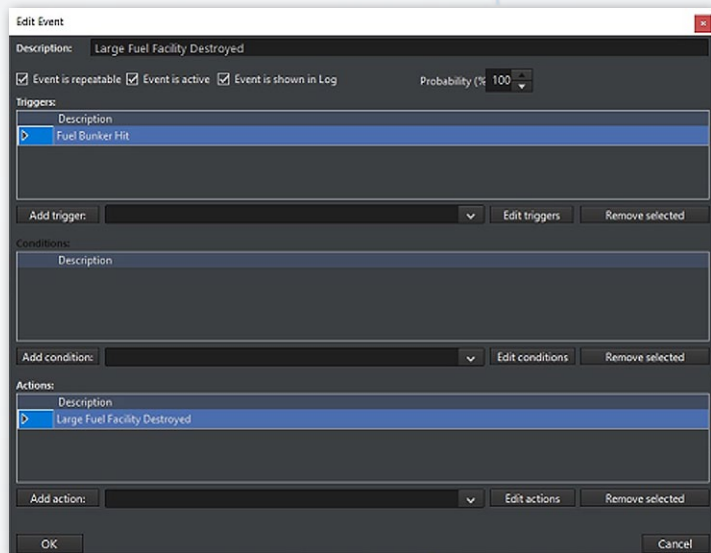 Edit Event
Description: Large Fuel Facility Destroyed
Event is repeatable Event is active Event is shown in Log Probability (% 100
Triggers:
Description
Fuel Bunker Hit
Add trigger: Edit triggers Remove selected
Conditions:
Description
Add condition: Edit conditions Remove selected
Actions:
Description
Large Fuel Facility Destroyed
Add action: Edit actions Remove selected
OK Cancel